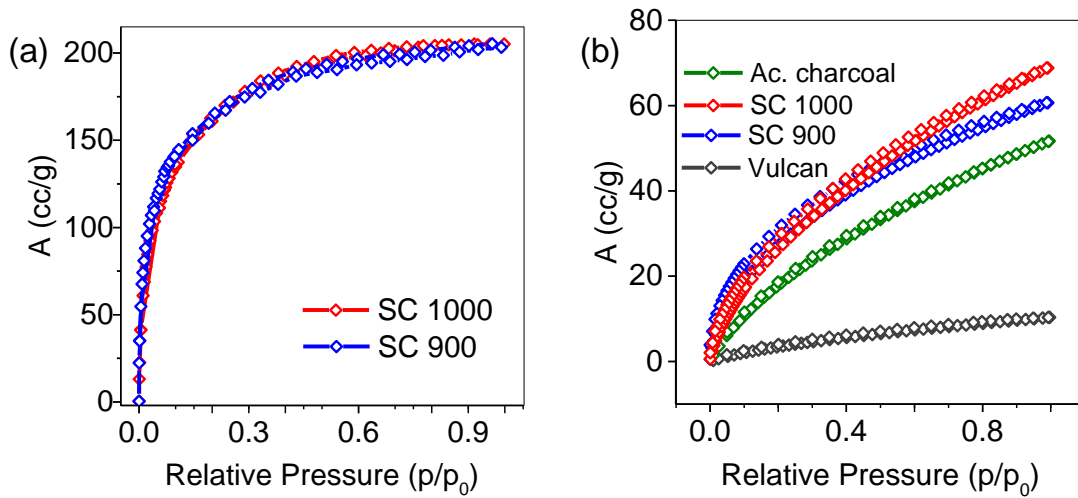 (a)
A (cc/g)
200
150
100
50
0
SC 1000
SC 900
0.0 0.3 0.6 0.9
Relative Pressure (p/p₀)
(b)
A (cc/g)
80
60
40
20
0
Ac. charcoal
SC 1000
SC 900
Vulcan
0.0 0.4 0.8
Relative Pressure (p/p₀)